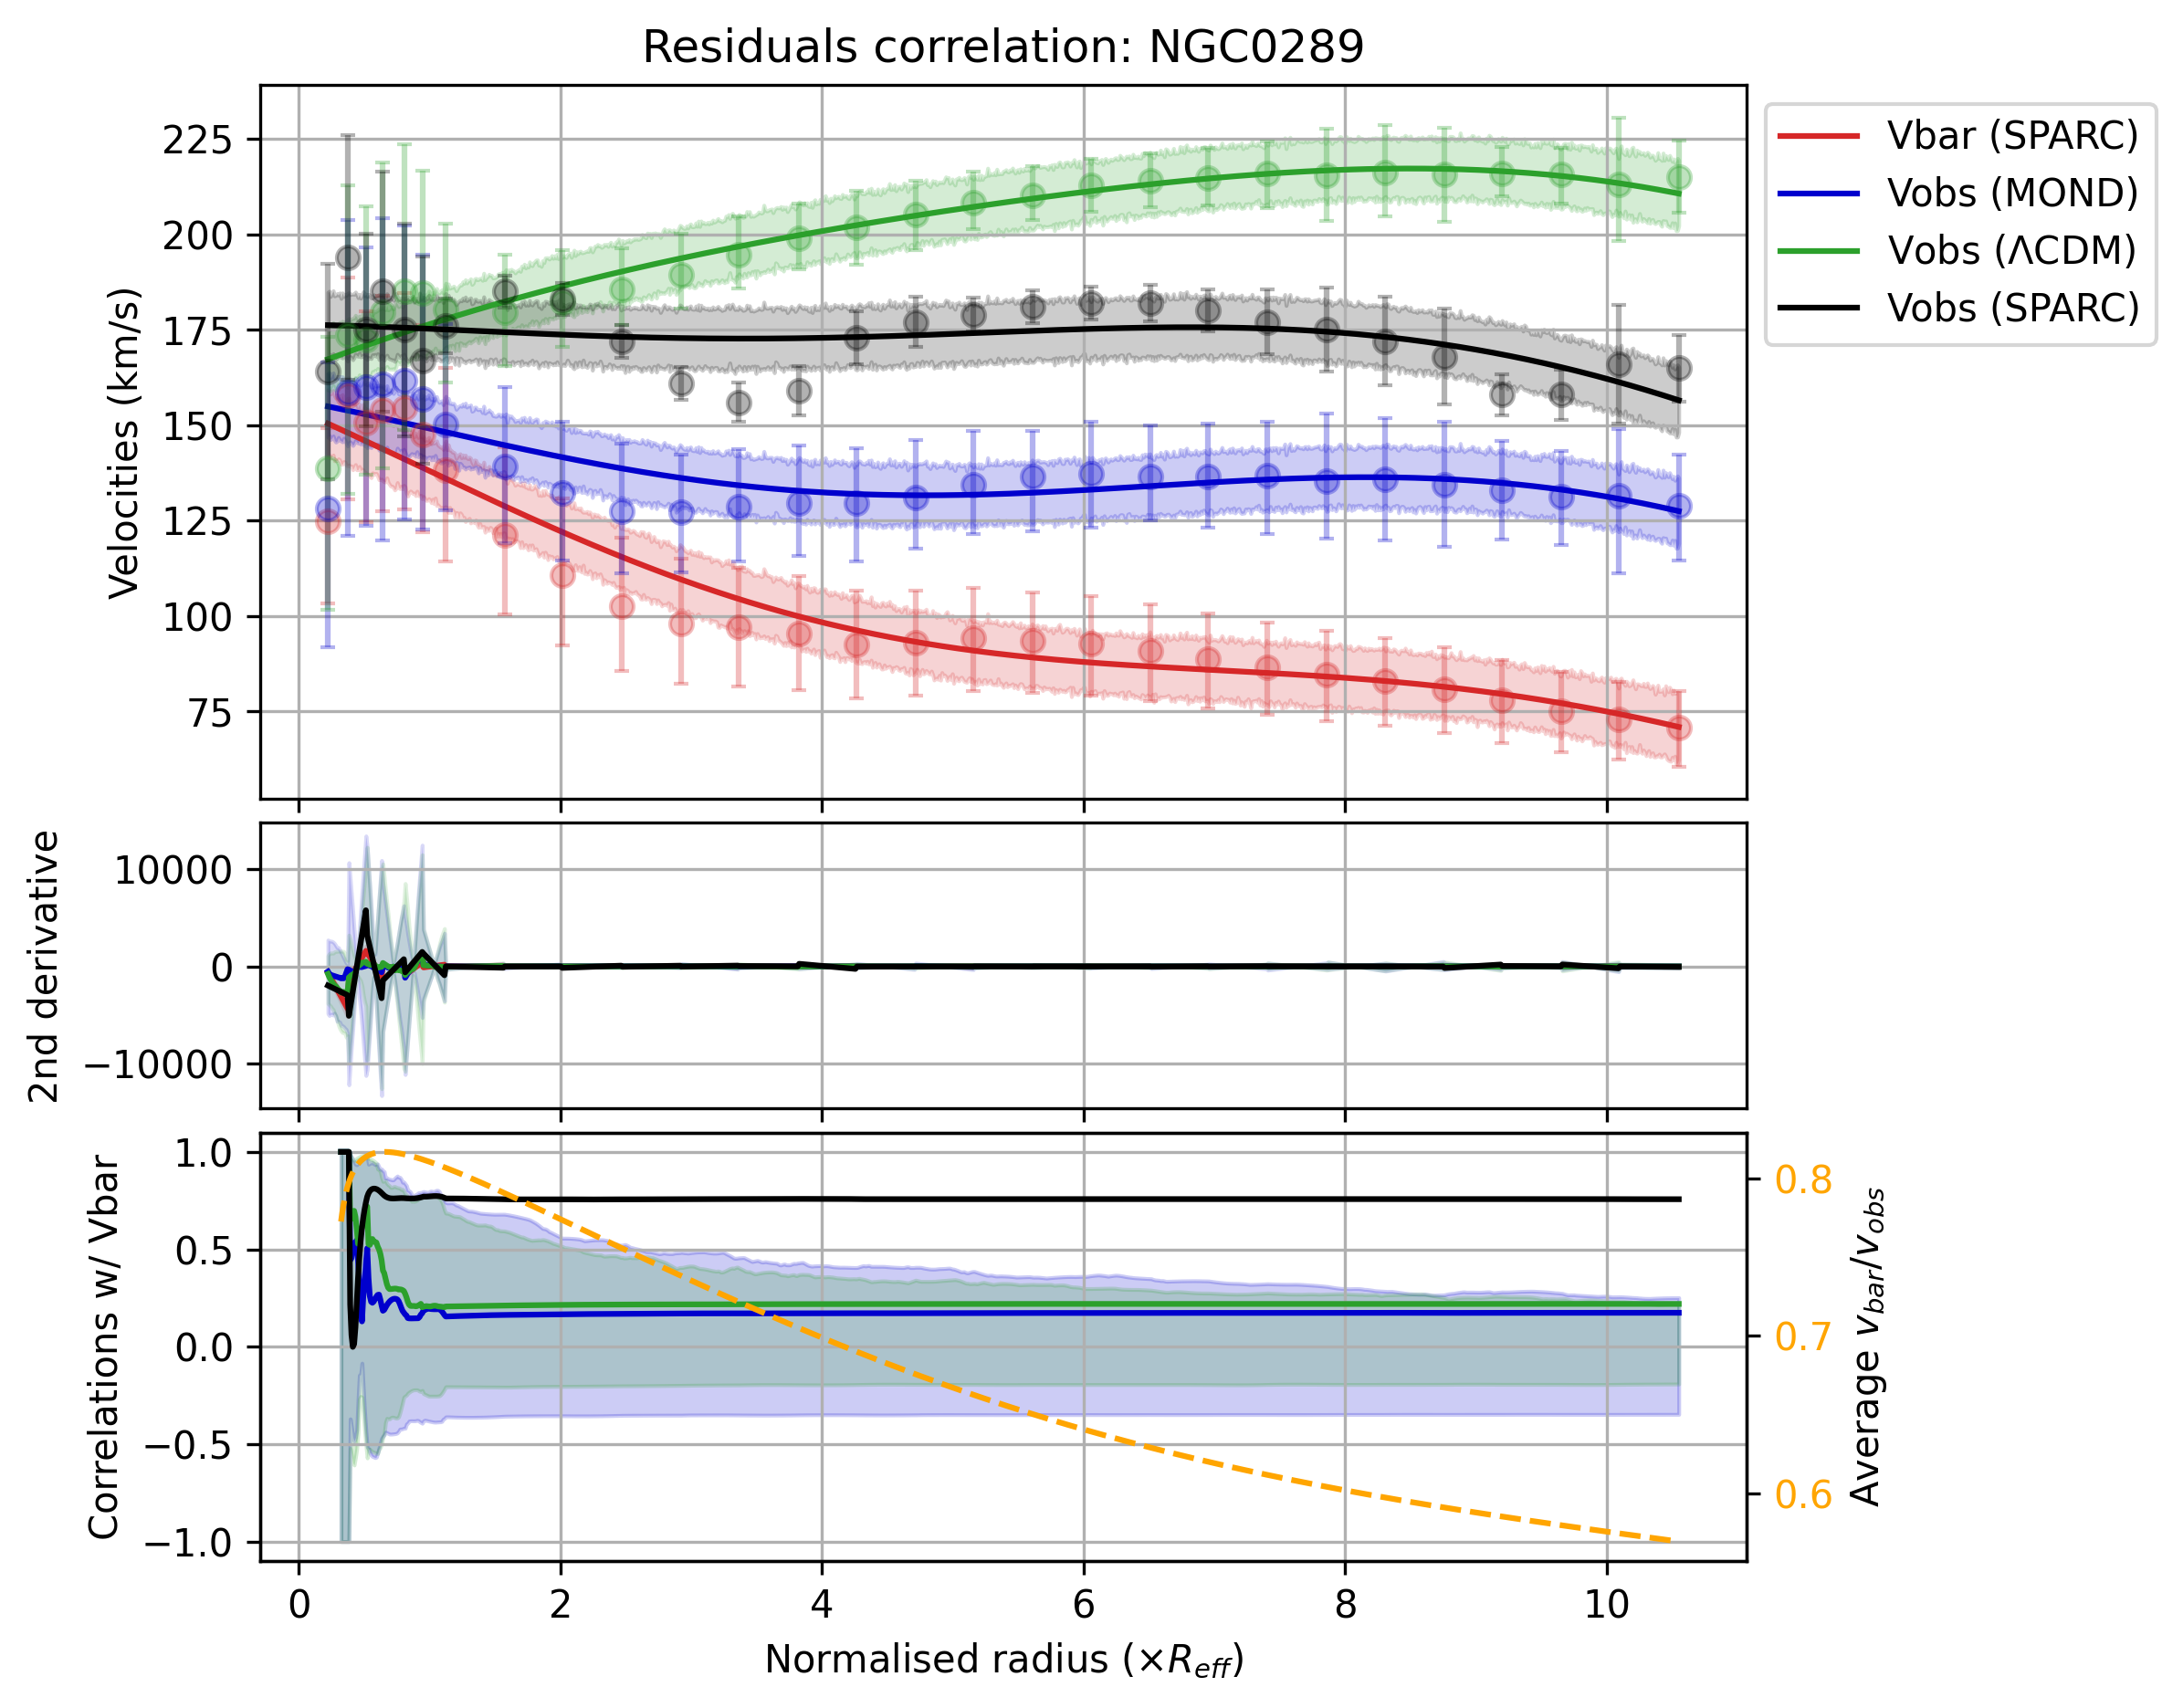 Residuals correlation: NGC0289
Velocities (km/s)
225
200
175
150
125
100
75
Vbar (SPARC)
Vobs (MOND)
Vobs (ΛCDM)
Vobs (SPARC)
2nd derivative
10000
0
−10000
Correlations w/ Vbar
1.0
0.5
0.0
−0.5
−1.0
0.8
0.7
0.6
Average v_bar/v_obs
0 2 4 6 8 10
Normalised radius (×R_eff)